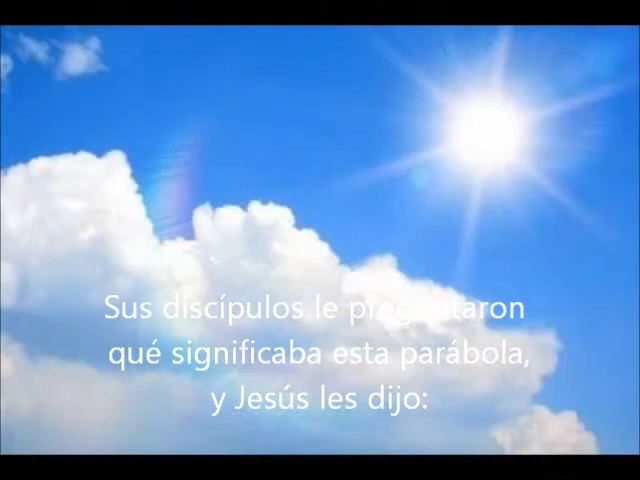 Sus discípulos le preguntaron
qué significaba esta parábola,
y Jesús les dijo: